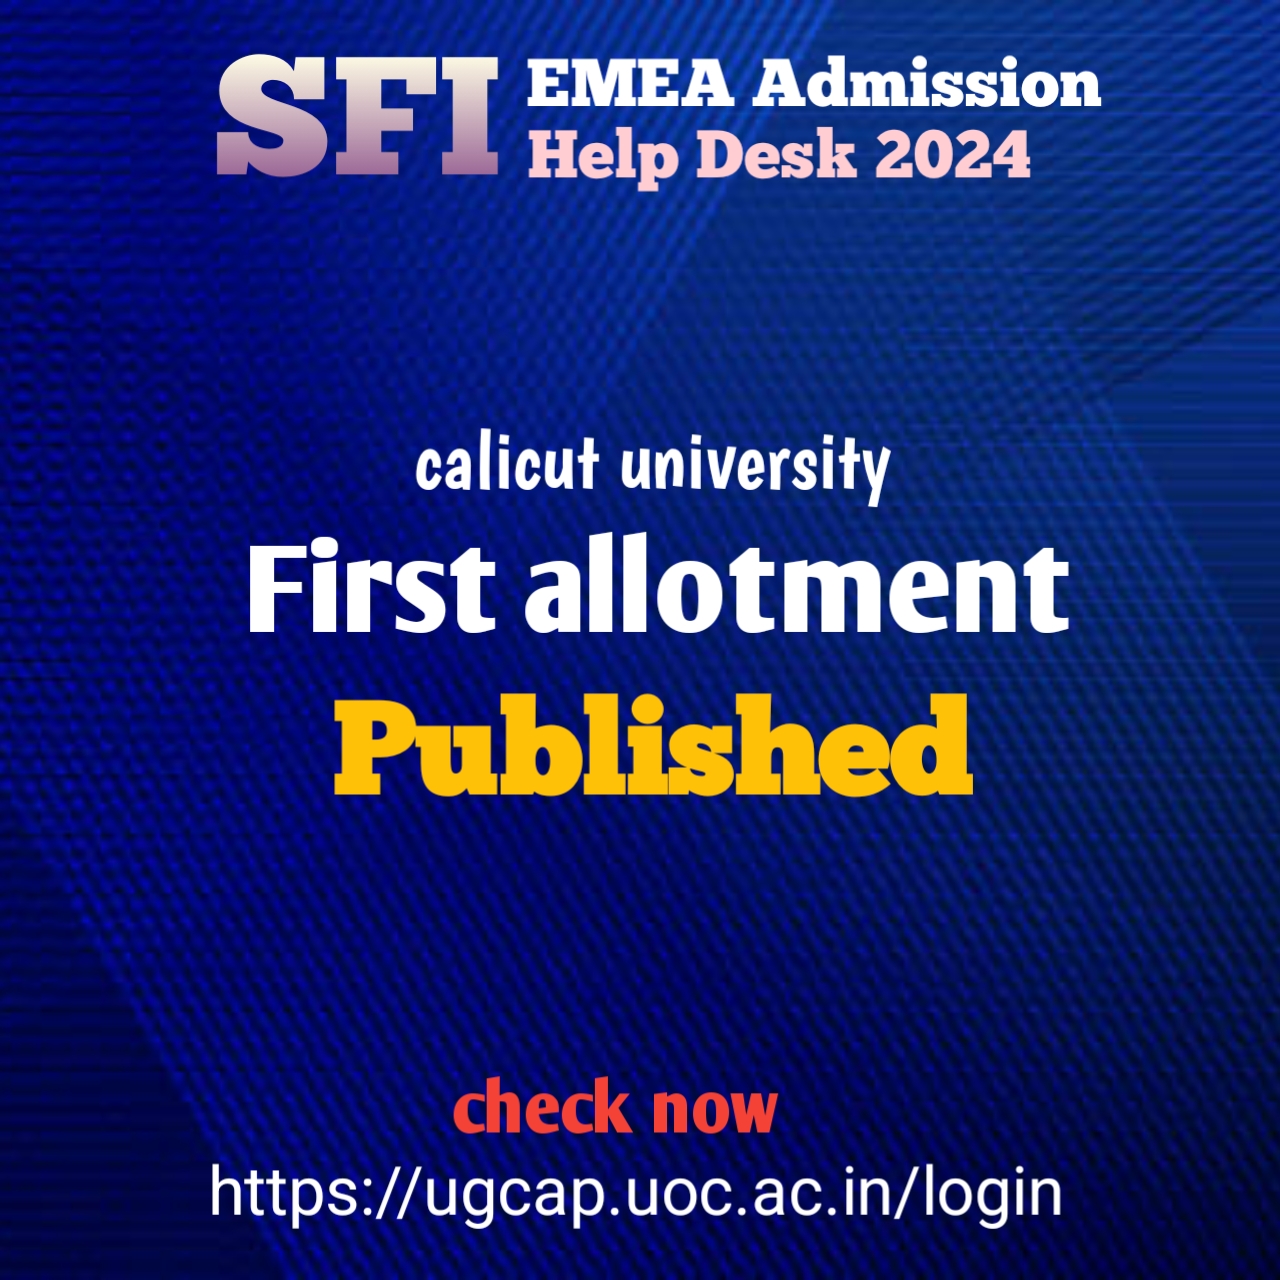 SFI
EMEA Admission
Help Desk 2024
calicut university
First allotment
Published
check now
https://ugcap.uoc.ac.in/login